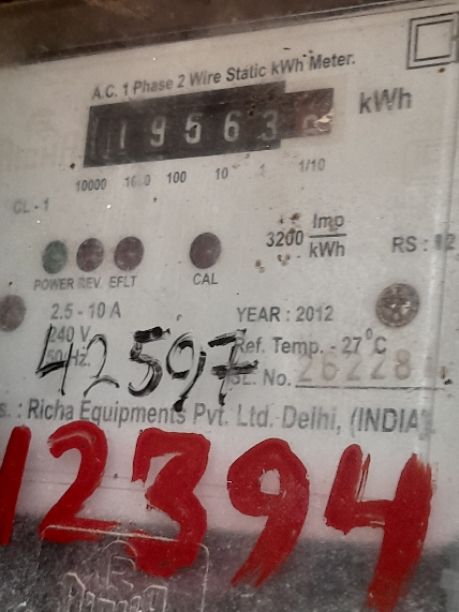 A.C. 1 Phase 2 Wire Static kWh Meter.
19563 kWh
10000 100 10 1/10
CL - 1
3200 Imp/kWh RS :
POWER REV. EFLT CAL
2.5 - 10 A YEAR : 2012
240 V Ref. Temp. - 27°C
50 Hz. SL. No. 26228
42597
s. : Richa Equipments Pvt. Ltd. Delhi, (INDIA)
12394